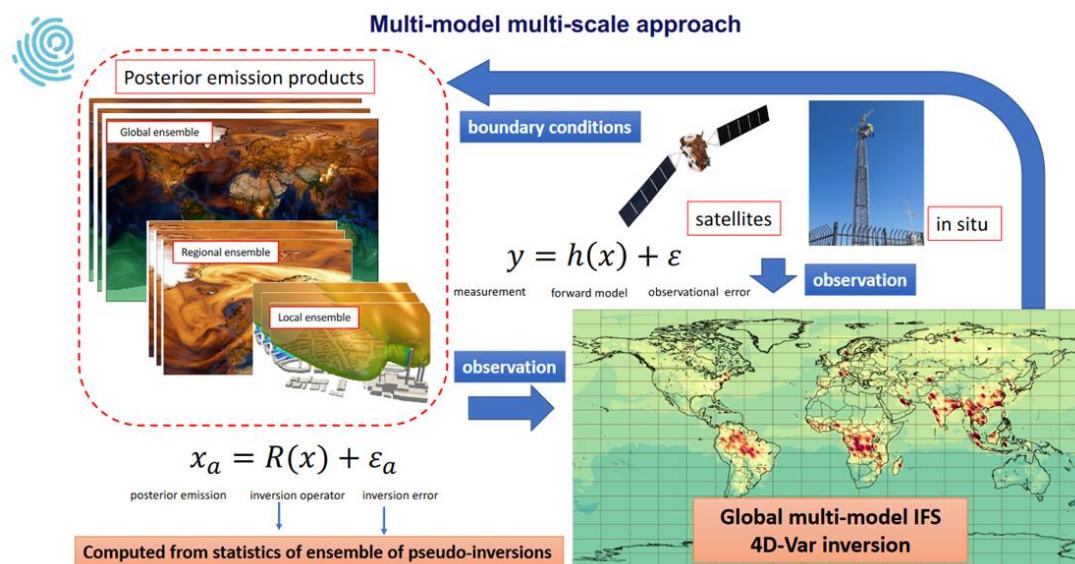 Multi-model multi-scale approach
Posterior emission products
Global ensemble
Regional ensemble
Local ensemble
boundary conditions
satellites
in situ
y = h(x) + ε
measurement forward model observational error
observation
observation
x_a = R(x) + ε_a
posterior emission inversion operator inversion error
Computed from statistics of ensemble of pseudo-inversions
Global multi-model IFS
4D-Var inversion